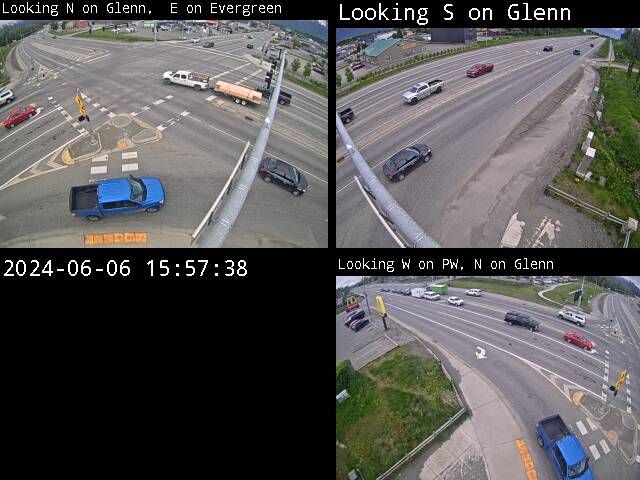 Looking N on Glenn,  E on Evergreen
Looking S on Glenn
2024-06-06 15:57:38
Looking W on PW, N on Glenn